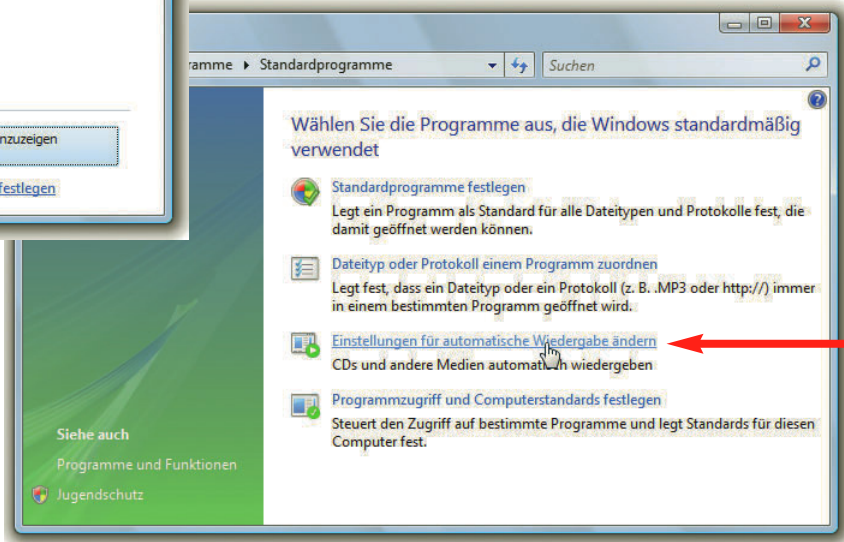 nzuzeigen
festlegen
ramme ▸ Standardprogramme
Suchen
Wählen Sie die Programme aus, die Windows standardmäßig
verwendet
Standardprogramme festlegen
Legt ein Programm als Standard für alle Dateitypen und Protokolle fest, die
damit geöffnet werden können.
Dateityp oder Protokoll einem Programm zuordnen
Legt fest, dass ein Dateityp oder ein Protokoll (z. B. .MP3 oder http://) immer
in einem bestimmten Programm geöffnet wird.
Einstellungen für automatische Wiedergabe ändern
CDs und andere Medien automatisch wiedergeben
Programmzugriff und Computerstandards festlegen
Steuert den Zugriff auf bestimmte Programme und legt Standards für diesen
Computer fest.
Siehe auch
Programme und Funktionen
Jugendschutz